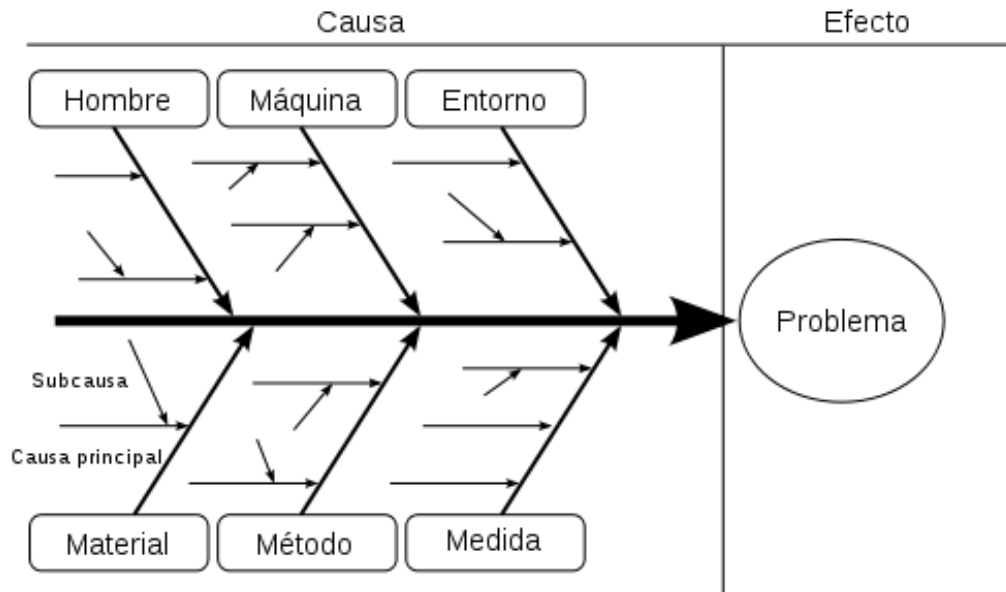 Causa
Efecto
Hombre
Máquina
Entorno
Problema
Subcausa
Causa principal
Material
Método
Medida